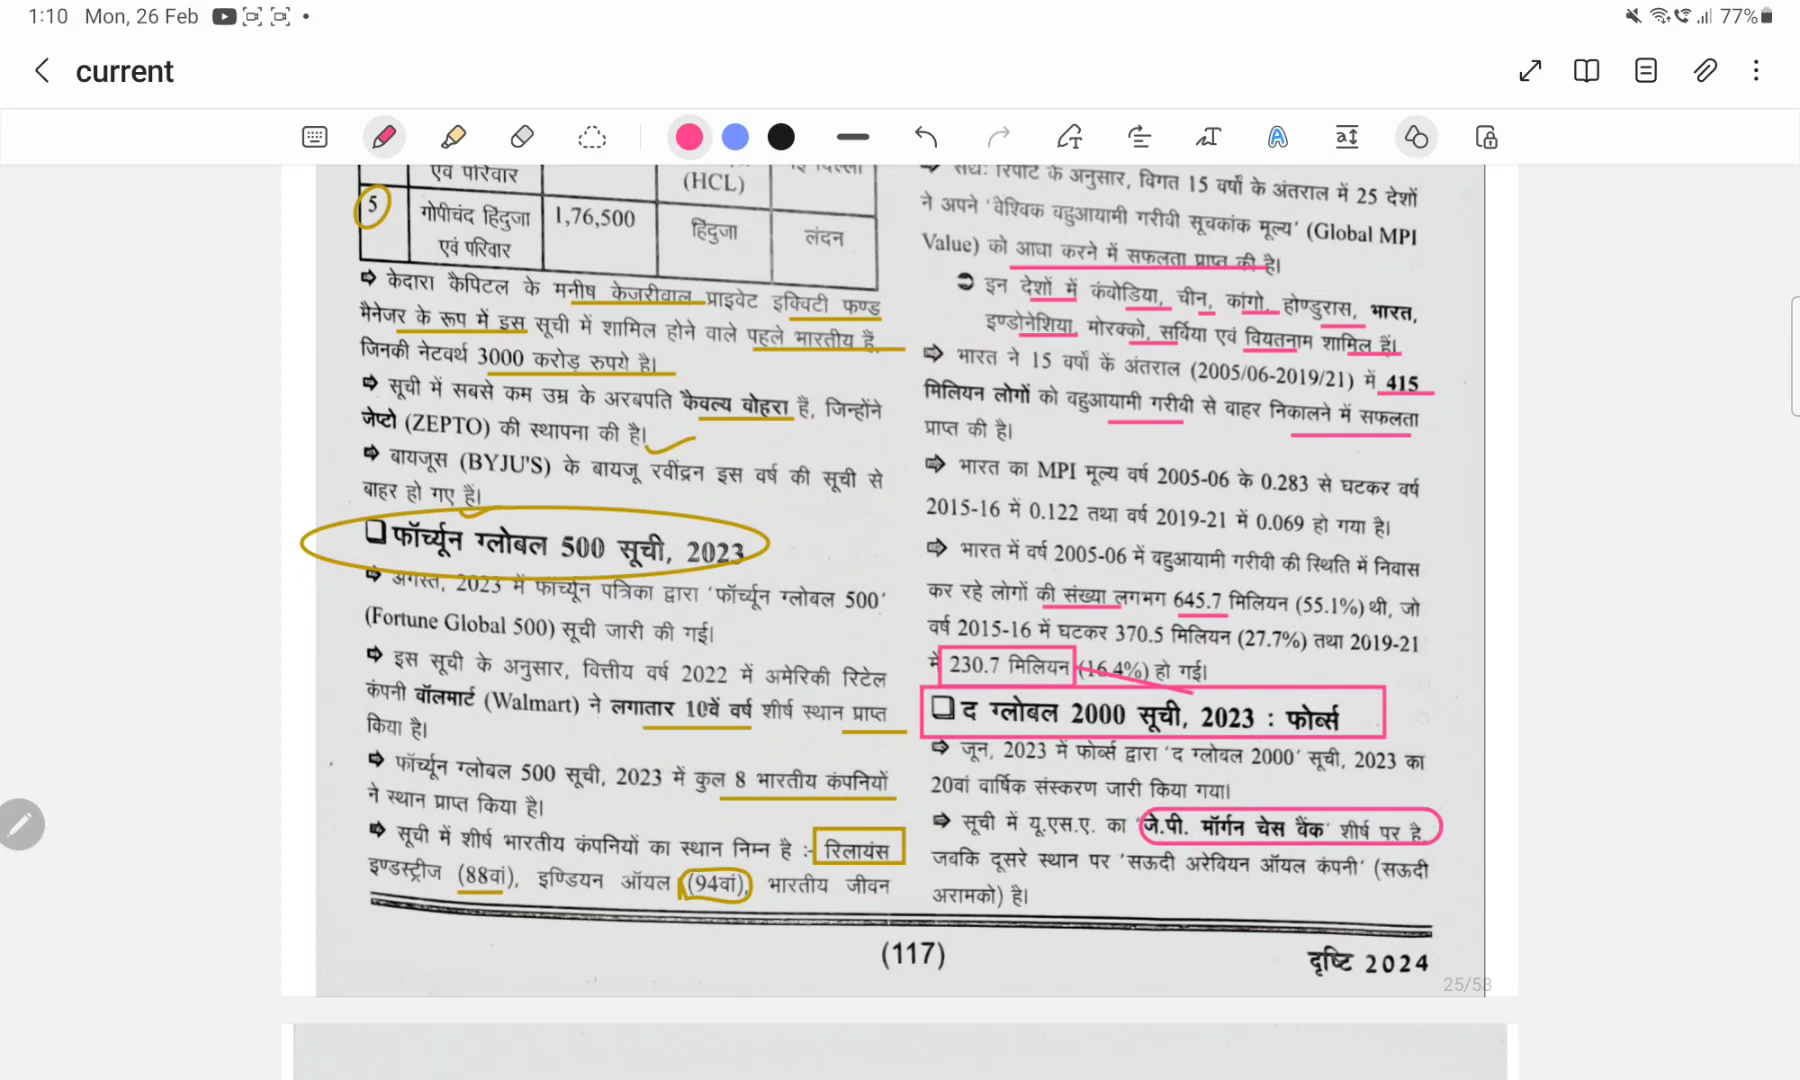 1:10 Mon, 26 Feb
77%
current
एवं परिवार
(HCL)
5
गोपीचंद हिंदुजा
एवं परिवार
1,76,500
हिंदुजा
लंदन
⇨ केदारा कैपिटल के मनीष केजरीवाल प्राइवेट इक्विटी फण्ड
मैनेजर के रूप में इस सूची में शामिल होने वाले पहले भारतीय हैं,
जिनकी नेटवर्थ 3000 करोड़ रुपये है।
⇨ सूची में सबसे कम उम्र के अरबपति कैवल्य वोहरा हैं, जिन्होंने
जेप्टो (ZEPTO) की स्थापना की है।
⇨ बायजूस (BYJU'S) के बायजू रवींद्रन इस वर्ष की सूची से
बाहर हो गए हैं।
❑ फॉर्च्यून ग्लोबल 500 सूची, 2023
⇨ अगस्त, 2023 में फॉर्च्यून पत्रिका द्वारा 'फॉर्च्यून ग्लोबल 500'
(Fortune Global 500) सूची जारी की गई।
⇨ इस सूची के अनुसार, वित्तीय वर्ष 2022 में अमेरिकी रिटेल
कंपनी वॉलमार्ट (Walmart) ने लगातार 10वें वर्ष शीर्ष स्थान प्राप्त
किया है।
⇨ फॉर्च्यून ग्लोबल 500 सूची, 2023 में कुल 8 भारतीय कंपनियों
ने स्थान प्राप्त किया है।
⇨ सूची में शीर्ष भारतीय कंपनियों का स्थान निम्न है :- रिलायंस
इण्डस्ट्रीज (88वां), इण्डियन ऑयल (94वां), भारतीय जीवन
⇨ रिपोर्ट के अनुसार, विगत 15 वर्षों के अंतराल में 25 देशों
ने अपने 'वैश्विक बहुआयामी गरीबी सूचकांक मूल्य' (Global MPI
Value) को आधा करने में सफलता प्राप्त की है।
➲ इन देशों में कंबोडिया, चीन, कांगो, होण्डुरास, भारत,
इण्डोनेशिया, मोरक्को, सर्बिया एवं वियतनाम शामिल हैं।
⇨ भारत ने 15 वर्षों के अंतराल (2005/06-2019/21) में 415
मिलियन लोगों को बहुआयामी गरीबी से बाहर निकालने में सफलता
प्राप्त की है।
⇨ भारत का MPI मूल्य वर्ष 2005-06 के 0.283 से घटकर वर्ष
2015-16 में 0.122 तथा वर्ष 2019-21 में 0.069 हो गया है।
⇨ भारत में वर्ष 2005-06 में बहुआयामी गरीबी की स्थिति में निवास
कर रहे लोगों की संख्या लगभग 645.7 मिलियन (55.1%) थी, जो
वर्ष 2015-16 में घटकर 370.5 मिलियन (27.7%) तथा 2019-21
में 230.7 मिलियन (16.4%) हो गई।
❑ द ग्लोबल 2000 सूची, 2023 : फोर्ब्स
⇨ जून, 2023 में फोर्ब्स द्वारा 'द ग्लोबल 2000' सूची, 2023 का
20वां वार्षिक संस्करण जारी किया गया।
⇨ सूची में यू.एस.ए. का 'जे.पी. मॉर्गन चेस बैंक' शीर्ष पर है,
जबकि दूसरे स्थान पर 'सऊदी अरेबियन ऑयल कंपनी' (सऊदी
अरामको) है।
(117)
दृष्टि 2024
25/58